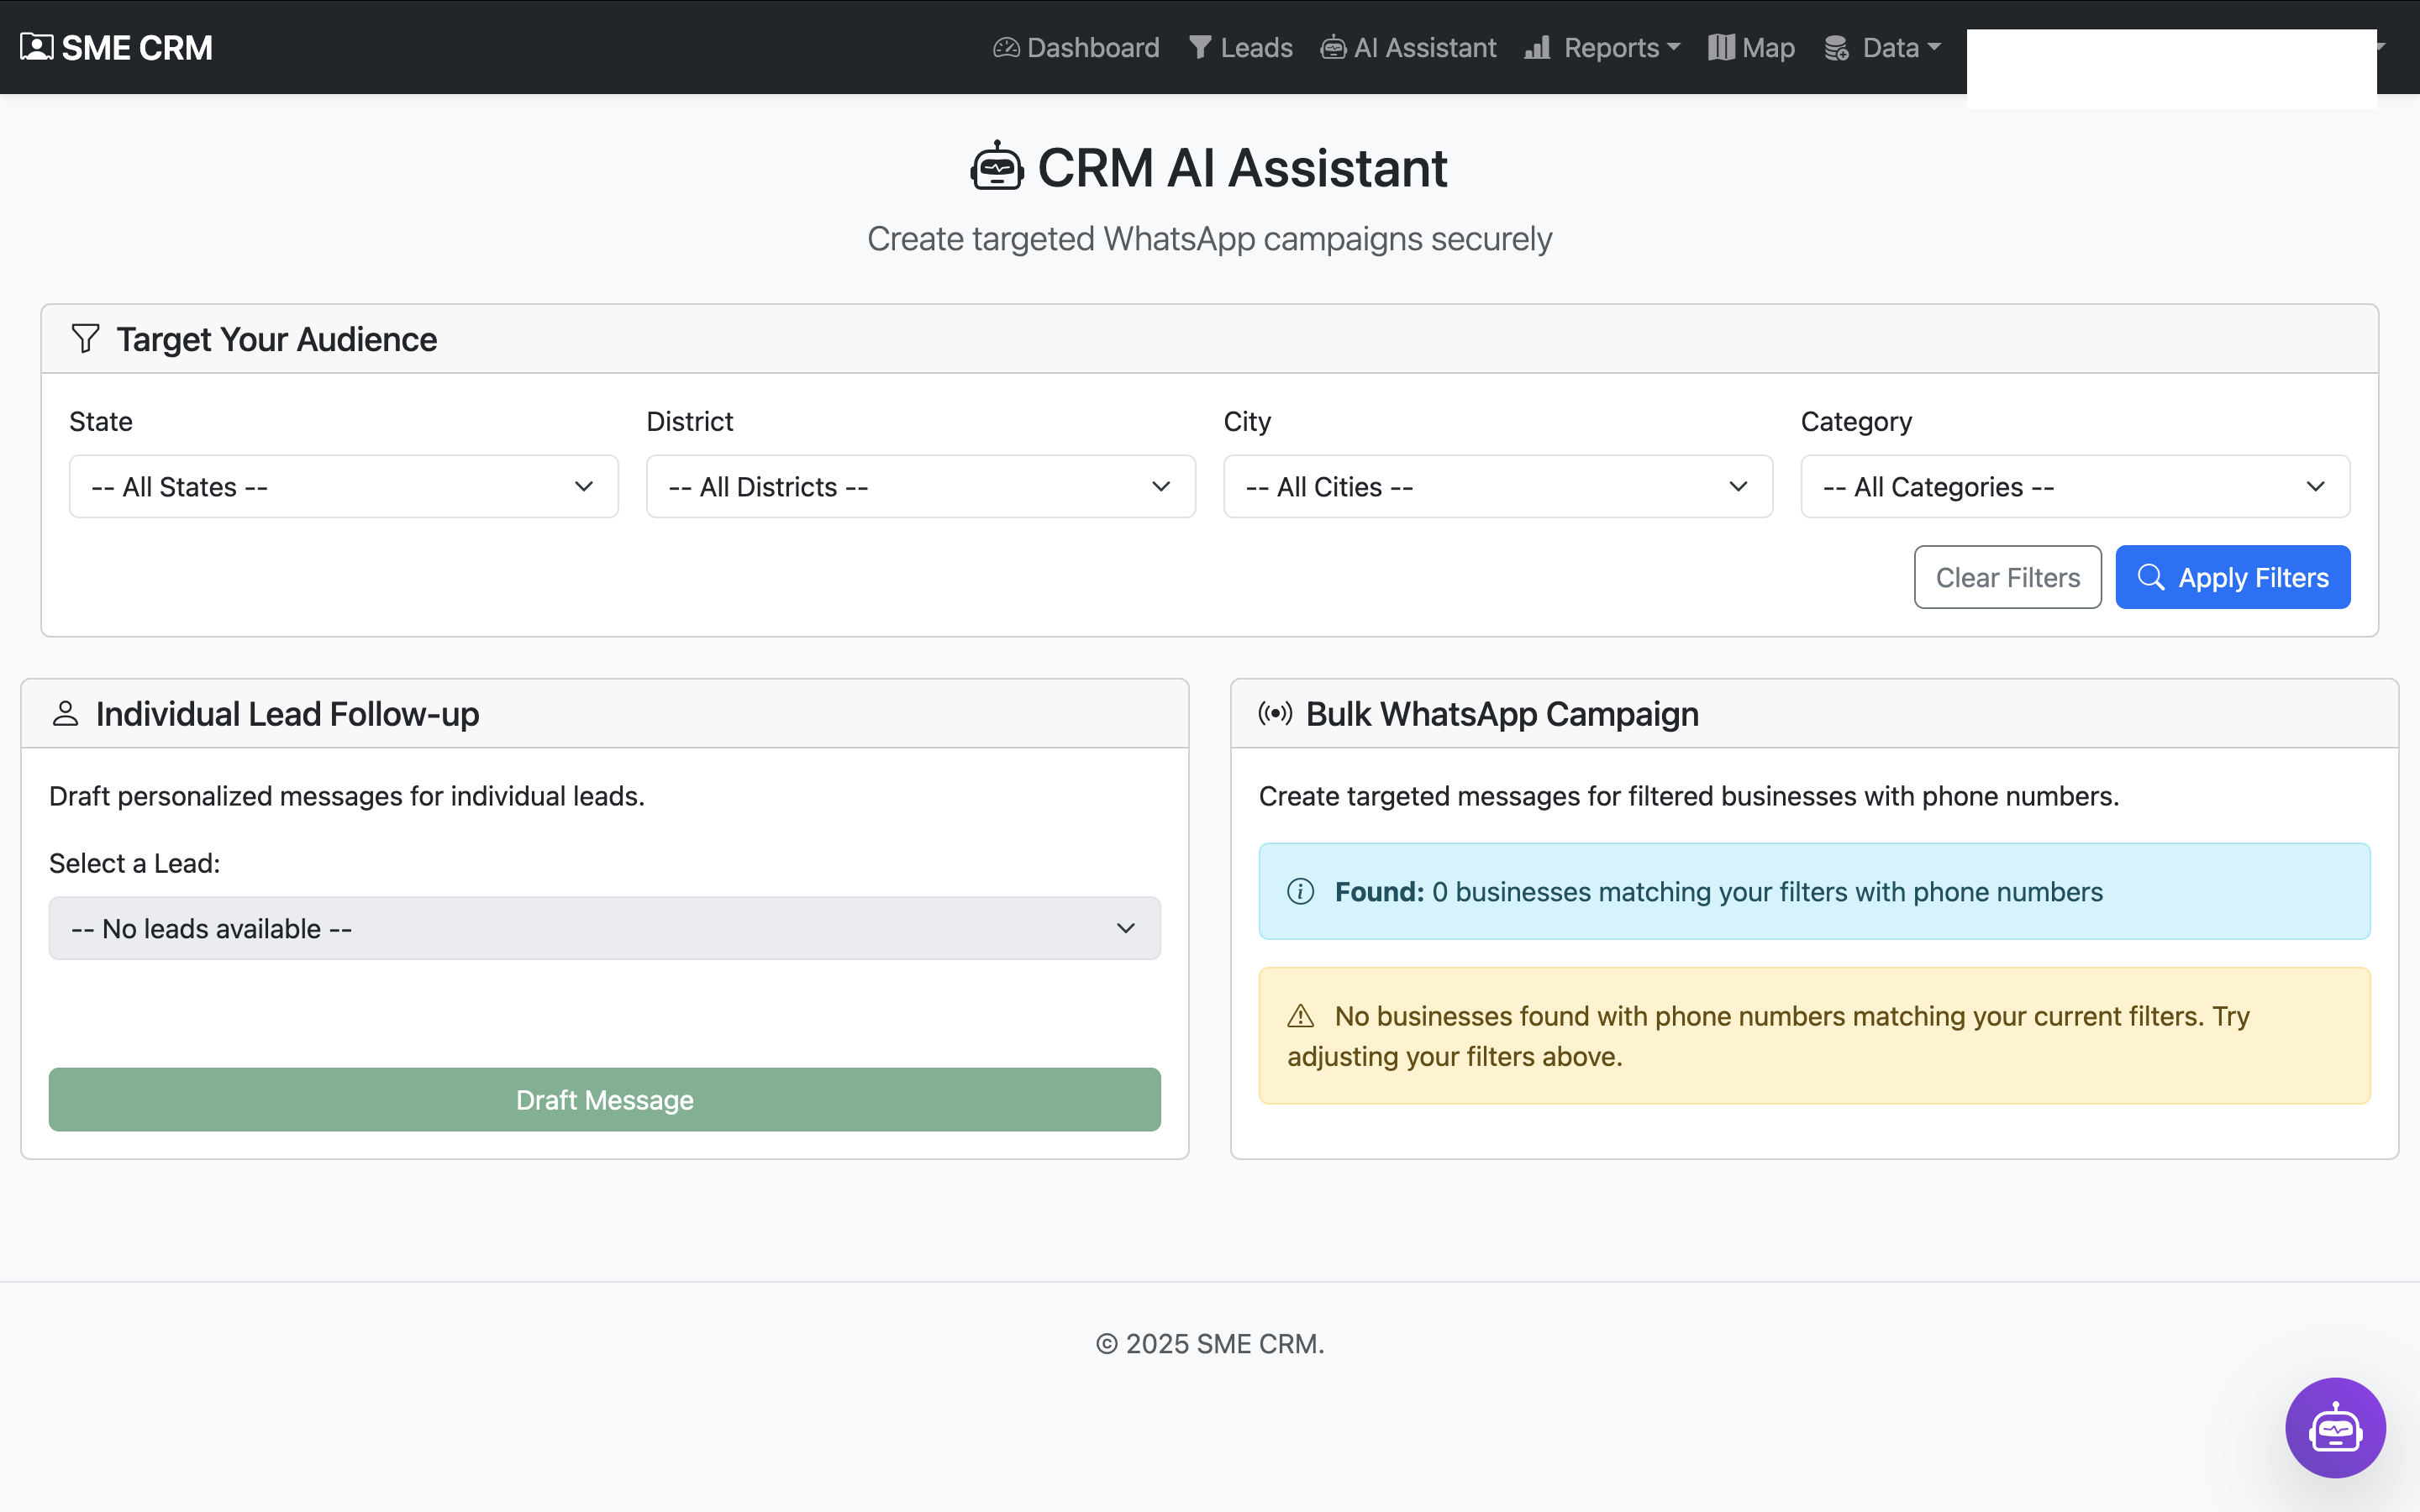 SME CRM
Dashboard Leads AI Assistant Reports Map Data
CRM AI Assistant
Create targeted WhatsApp campaigns securely
Target Your Audience
State District City Category
-- All States -- -- All Districts -- -- All Cities -- -- All Categories --
Clear Filters Apply Filters
Individual Lead Follow-up
Draft personalized messages for individual leads.
Select a Lead:
-- No leads available --
Draft Message
Bulk WhatsApp Campaign
Create targeted messages for filtered businesses with phone numbers.
Found: 0 businesses matching your filters with phone numbers
No businesses found with phone numbers matching your current filters. Try
adjusting your filters above.
© 2025 SME CRM.